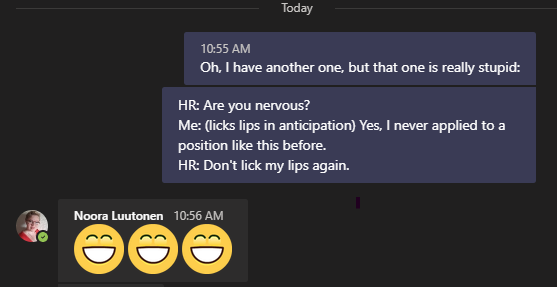 Today
10:55 AM
Oh, I have another one, but that one is really stupid:
HR: Are you nervous?
Me: (licks lips in anticipation) Yes, I never applied to a
position like this before.
HR: Don't lick my lips again.
Noora Luutonen 10:56 AM